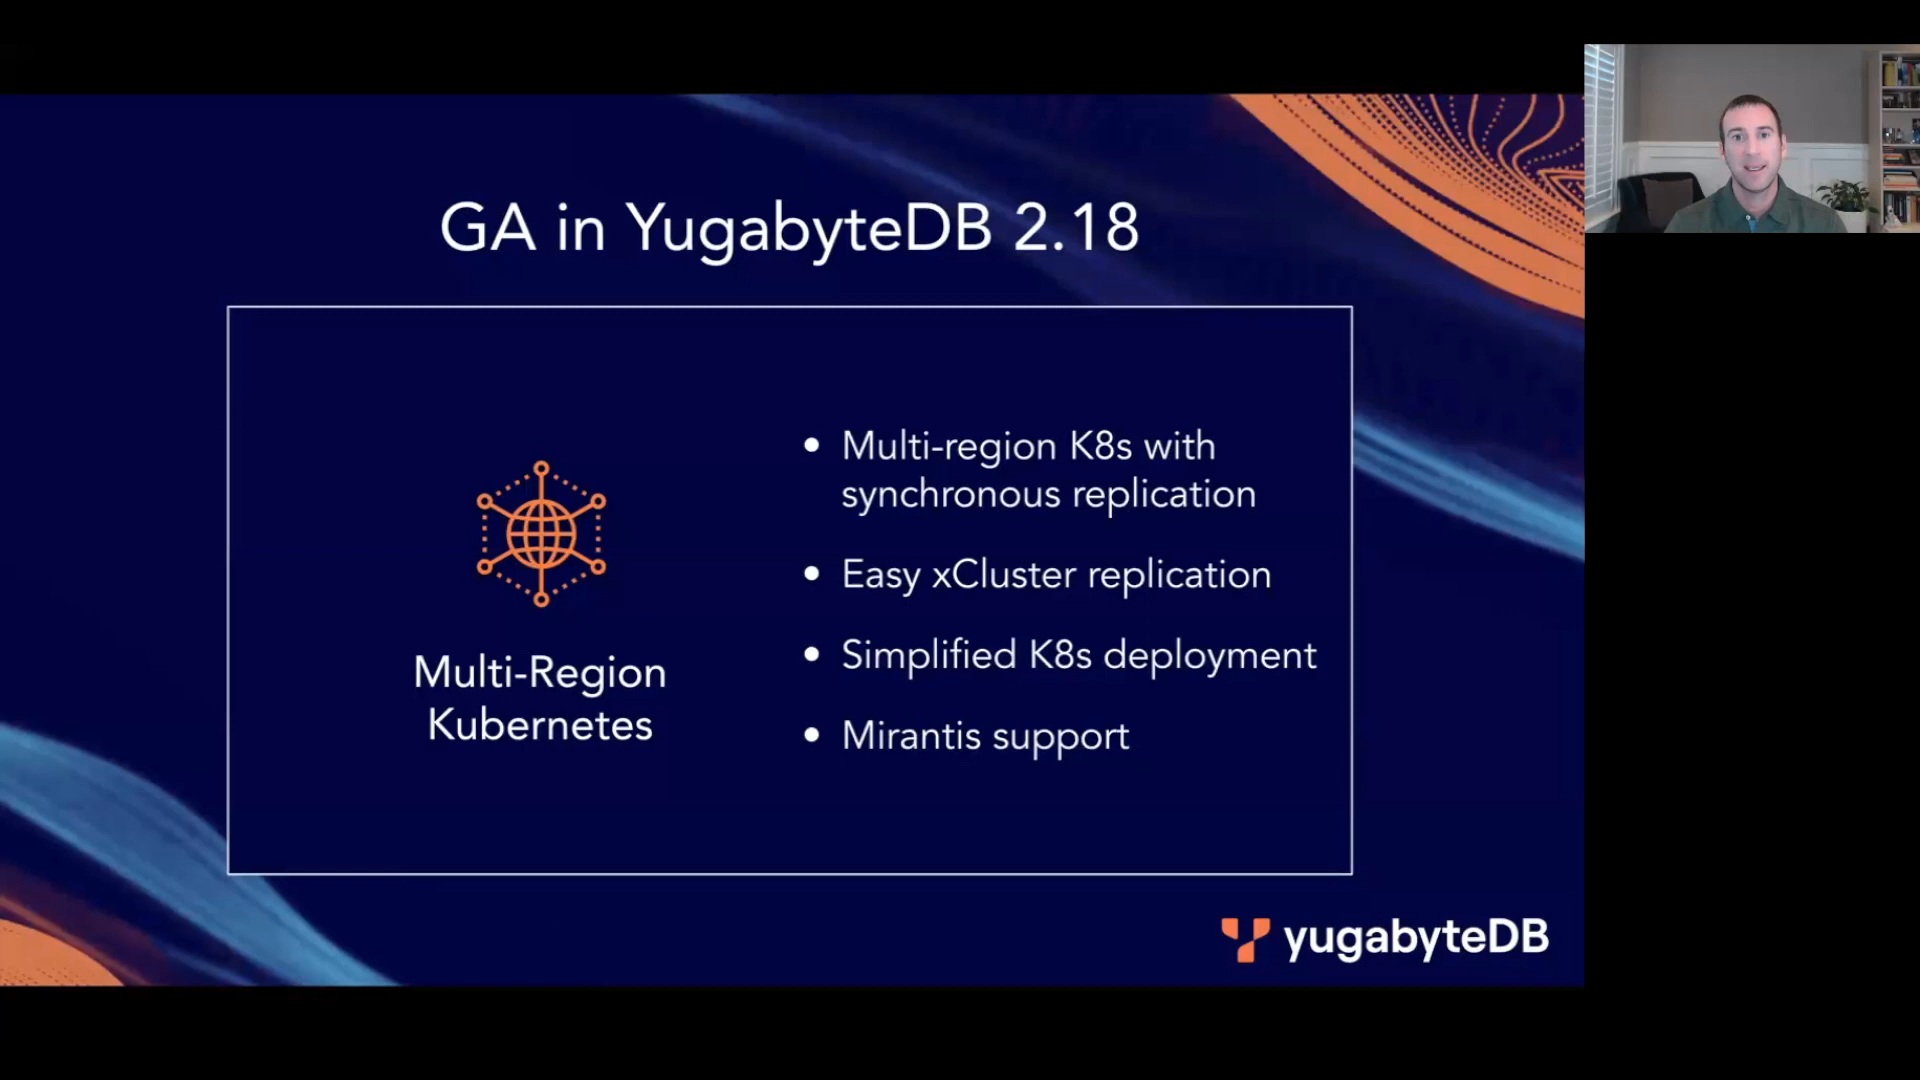 GA in YugabyteDB 2.18
Multi-Region
Kubernetes
• Multi-region K8s with
synchronous replication
• Easy xCluster replication
• Simplified K8s deployment
• Mirantis support
yugabyteDB